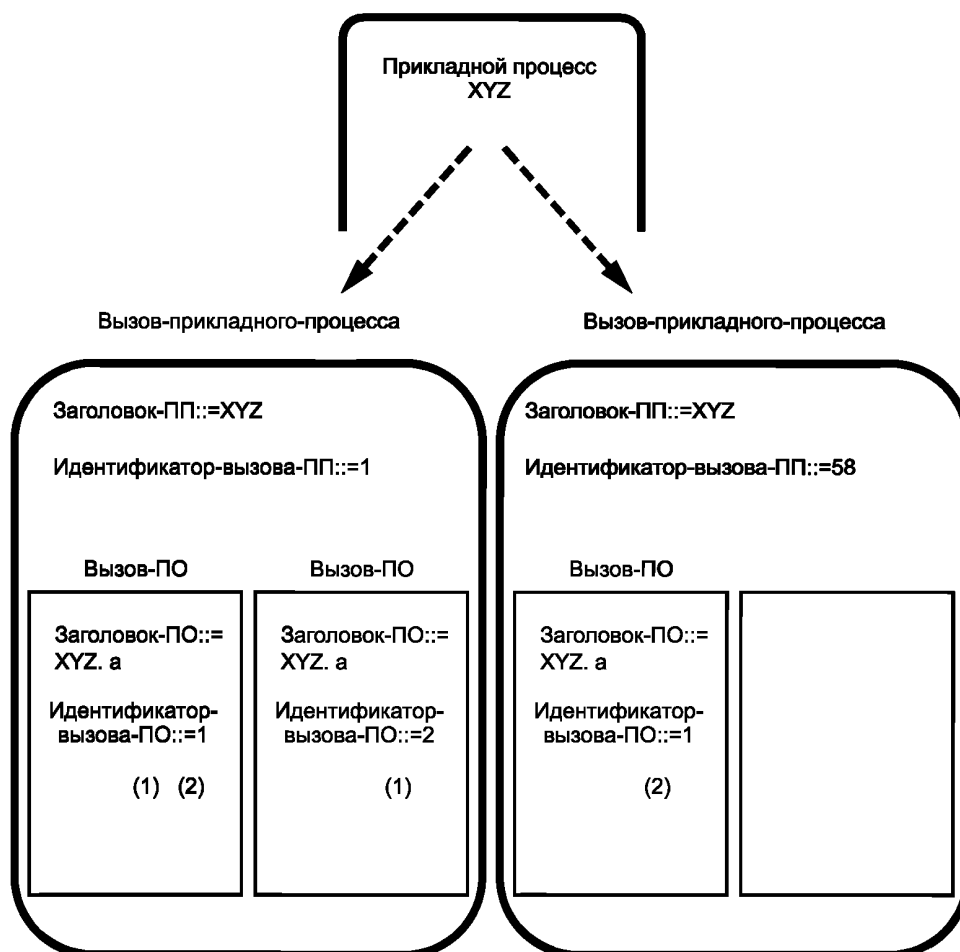 Прикладной процесс
XYZ
Вызов-прикладного-процесса
Вызов-прикладного-процесса
Заголовок-ПП::=XYZ
Идентификатор-вызова-ПП::=1
Вызов-ПО
Вызов-ПО
Заголовок-ПО::=
XYZ. a
Идентификатор-
вызова-ПО::=1
(1) (2)
Заголовок-ПО::=
XYZ. a
Идентификатор-
вызова-ПО::=2
(1)
Заголовок-ПП::=XYZ
Идентификатор-вызова-ПП::=58
Вызов-ПО
Заголовок-ПО::=
XYZ. a
Идентификатор-
вызова-ПО::=1
(2)